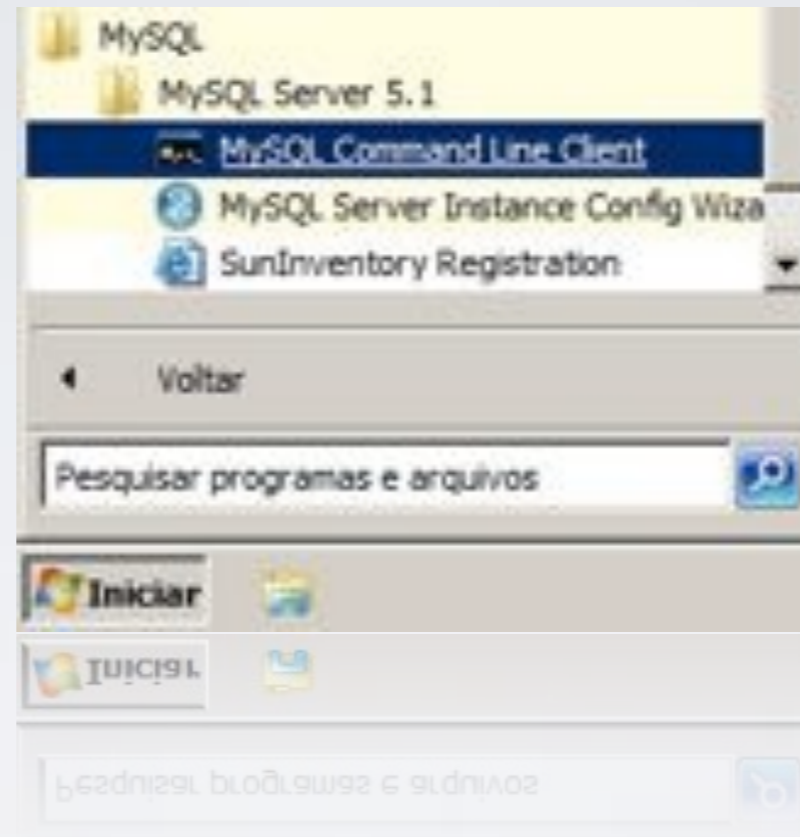 MySQL
MySQL Server 5.1
MySQL Command Line Client
MySQL Server Instance Config Wiza
SunInventory Registration
Voltar
Pesquisar programas e arquivos
Iniciar